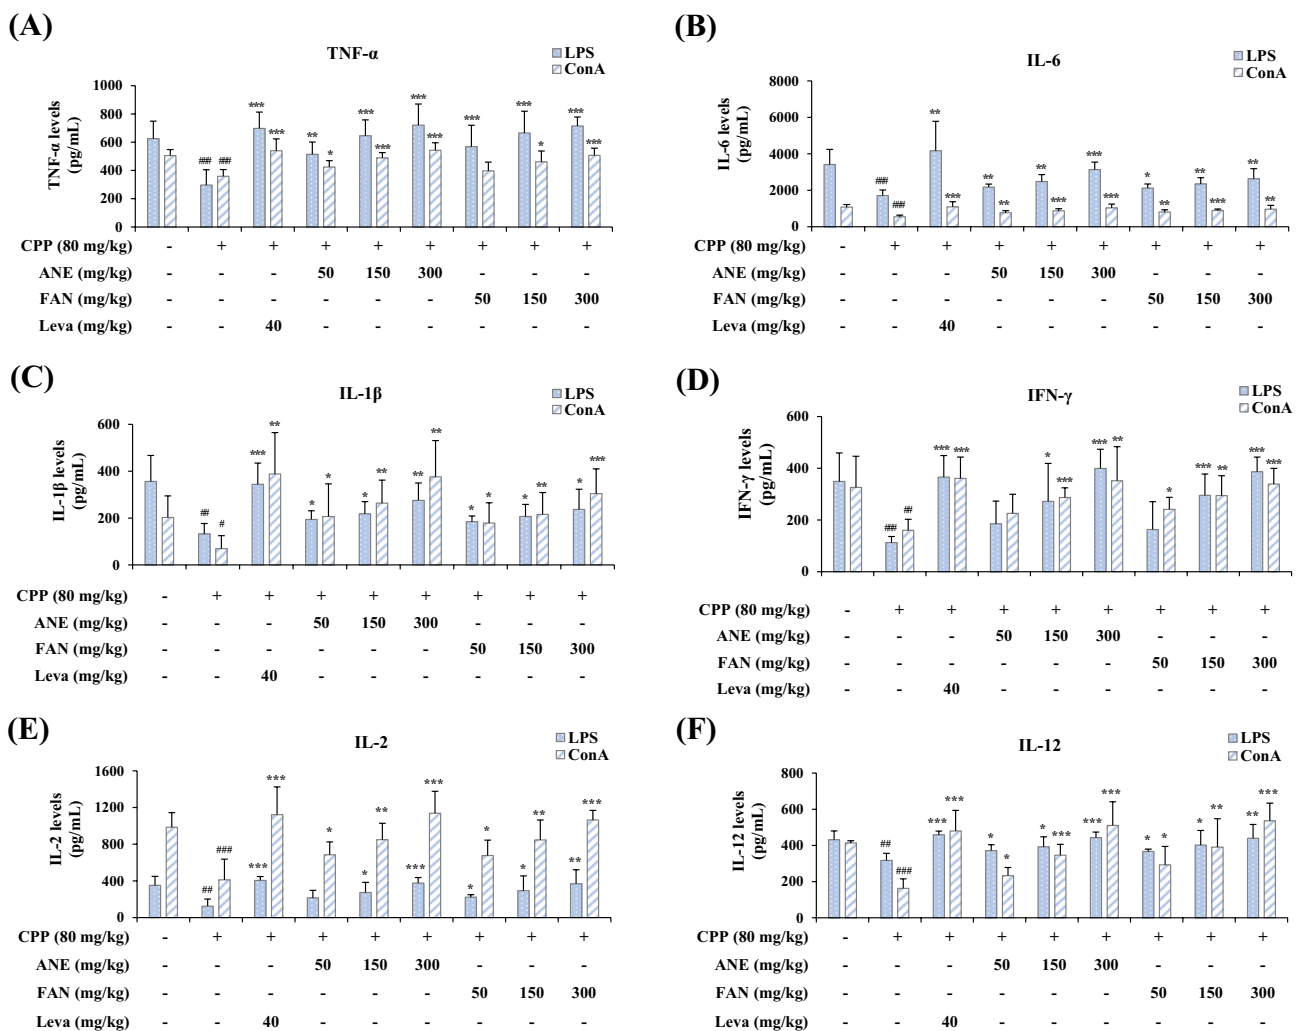 (A)
TNF-α
LPS
ConA
TNF-α levels
(pg/mL)
1000
800
600
400
200
0
## ## *** *** ** * *** *** *** *** *** *** * *** ***
CPP (80 mg/kg) - + + + + + + + +
ANE (mg/kg) - - - 50 150 300 - - -
FAN (mg/kg) - - - - - - 50 150 300
Leva (mg/kg) - - 40 - - - - - -
(B)
IL-6
LPS
ConA
IL-6 levels
(pg/mL)
8000
6000
4000
2000
0
## ## ** *** ** ** ** *** *** *** * ** ** *** ** **
CPP (80 mg/kg) - + + + + + + + +
ANE (mg/kg) - - - 50 150 300 - - -
FAN (mg/kg) - - - - - - 50 150 300
Leva (mg/kg) - - 40 - - - - - -
(C)
IL-1β
LPS
ConA
IL-1β levels
(pg/mL)
600
400
200
0
## # *** ** * * * ** ** ** * * * ** * ***
CPP (80 mg/kg) - + + + + + + + +
ANE (mg/kg) - - - 50 150 300 - - -
FAN (mg/kg) - - - - - - 50 150 300
Leva (mg/kg) - - 40 - - - - - -
(D)
IFN-γ
LPS
ConA
IFN-γ levels
(pg/mL)
600
400
200
0
## ## *** *** * *** *** ** * *** ** *** ***
CPP (80 mg/kg) - + + + + + + + +
ANE (mg/kg) - - - 50 150 300 - - -
FAN (mg/kg) - - - - - - 50 150 300
Leva (mg/kg) - - 40 - - - - - -
(E)
IL-2
LPS
ConA
IL-2 levels
(pg/mL)
1600
1200
800
400
0
## ### *** *** * * ** *** *** * * * ** ** ***
CPP (80 mg/kg) - + + + + + + + +
ANE (mg/kg) - - - 50 150 300 - - -
FAN (mg/kg) - - - - - - 50 150 300
Leva (mg/kg) - - 40 - - - - - -
(F)
IL-12
LPS
ConA
IL-12 levels
(pg/mL)
800
600
400
200
0
## ### *** *** * * * *** *** *** * * * ** ** ***
CPP (80 mg/kg) - + + + + + + + +
ANE (mg/kg) - - - 50 150 300 - - -
FAN (mg/kg) - - - - - - 50 150 300
Leva (mg/kg) - - 40 - - - - - -